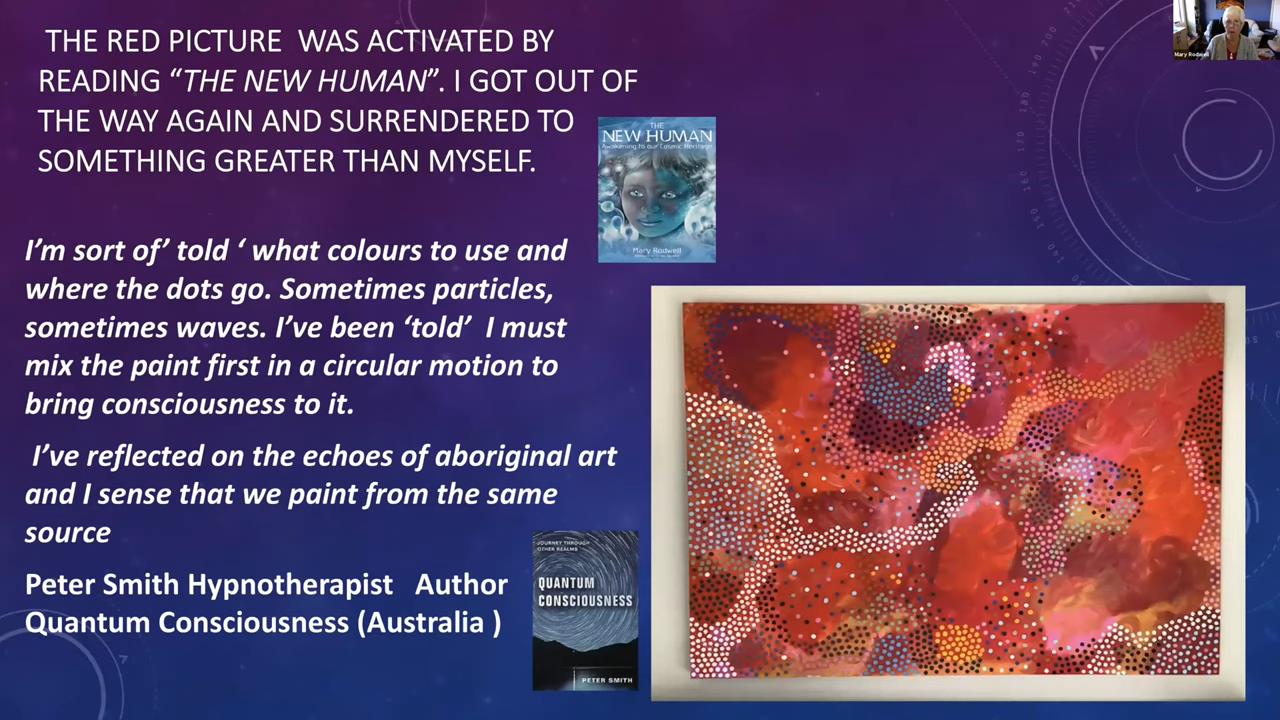 THE RED PICTURE WAS ACTIVATED BY
READING “THE NEW HUMAN”. I GOT OUT OF
THE WAY AGAIN AND SURRENDERED TO
SOMETHING GREATER THAN MYSELF.
THE
NEW HUMAN
Awakening to our Cosmic Heritage
Mary Rodwell
I’m sort of’ told ‘ what colours to use and
where the dots go. Sometimes particles,
sometimes waves. I’ve been ‘told’ I must
mix the paint first in a circular motion to
bring consciousness to it.
I’ve reflected on the echoes of aboriginal art
and I sense that we paint from the same
source
Peter Smith Hypnotherapist Author
Quantum Consciousness (Australia )
JOURNEY THROUGH
OTHER REALMS
QUANTUM
CONSCIOUSNESS
PETER SMITH
Mary Rodwell